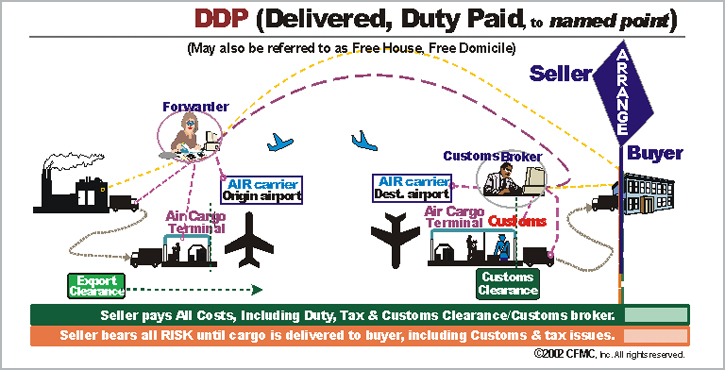 DDP (Delivered, Duty Paid, to named point)
(May also be referred to as Free House, Free Domicile)
Seller
ARRANGE
Buyer
Forwarder
Customs Broker
AIR carrier
Origin airport
AIR carrier
Dest. airport
Air Cargo
Terminal
Air Cargo
Terminal
Customs
Export
Clearance
Customs
Clearance
Seller pays All Costs, Including Duty, Tax & Customs Clearance/Customs broker.
Seller bears all RISK until cargo is delivered to buyer, including Customs & tax issues.
©2002 CFMC, Inc. All rights reserved.